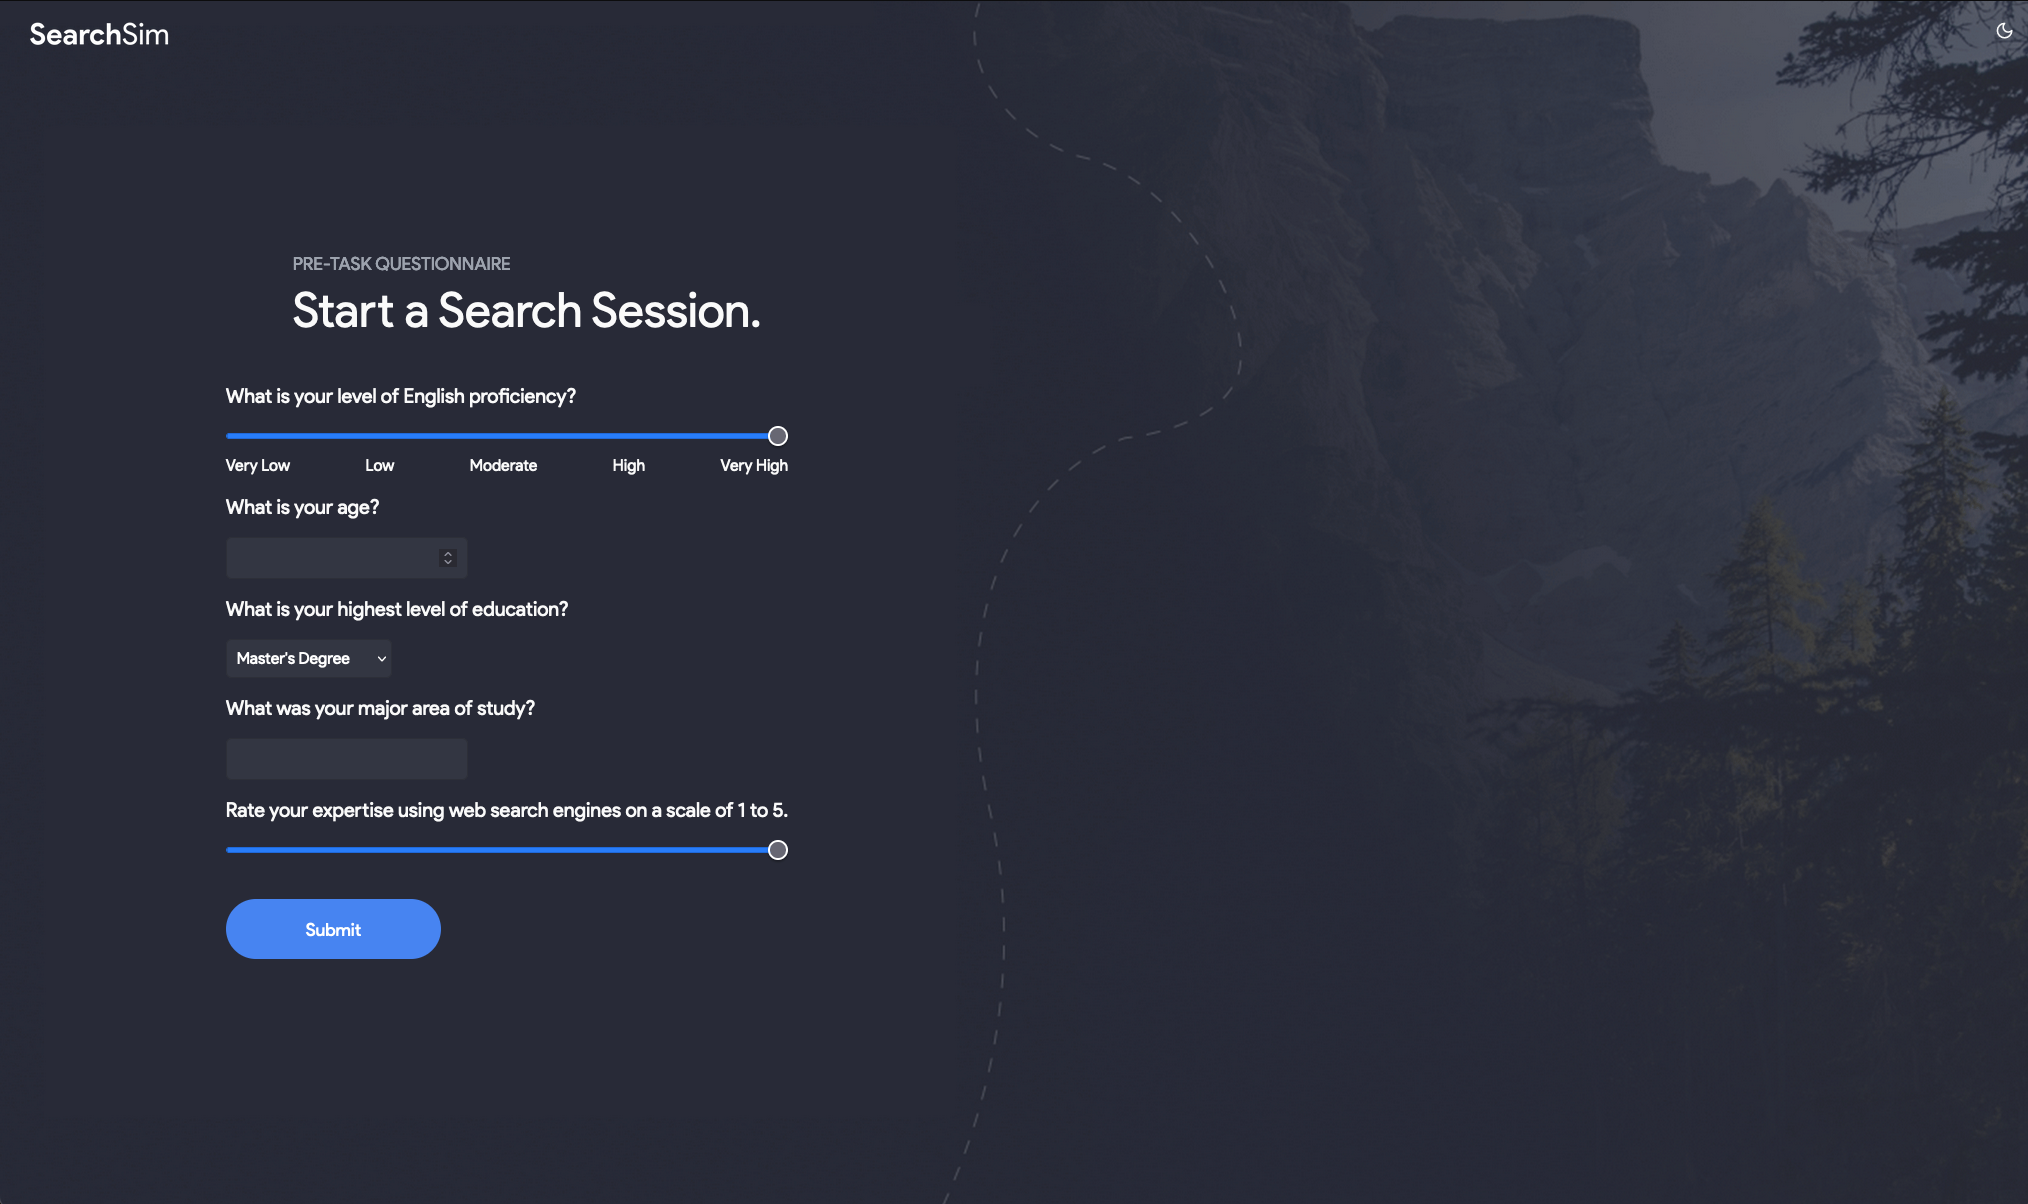 SearchSim
PRE-TASK QUESTIONNAIRE
Start a Search Session.
What is your level of English proficiency?
Very Low Low Moderate High Very High
What is your age?
What is your highest level of education?
Master's Degree
What was your major area of study?
Rate your expertise using web search engines on a scale of 1 to 5.
Submit